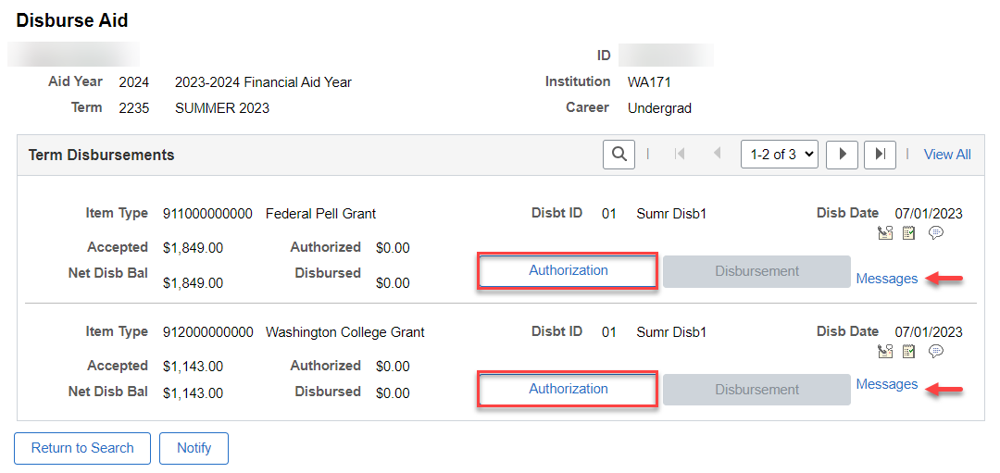 Disburse Aid
ID
Aid Year 2024 2023-2024 Financial Aid Year Institution WA171
Term 2235 SUMMER 2023 Career Undergrad
Term Disbursements 1-2 of 3 View All
Item Type 911000000000 Federal Pell Grant Disbt ID 01 Sumr Disb1 Disb Date 07/01/2023
Accepted $1,849.00 Authorized $0.00
Authorization Disbursement Messages
Net Disb Bal $1,849.00 Disbursed $0.00
Item Type 912000000000 Washington College Grant Disbt ID 01 Sumr Disb1 Disb Date 07/01/2023
Accepted $1,143.00 Authorized $0.00
Authorization Disbursement Messages
Net Disb Bal $1,143.00 Disbursed $0.00
Return to Search Notify